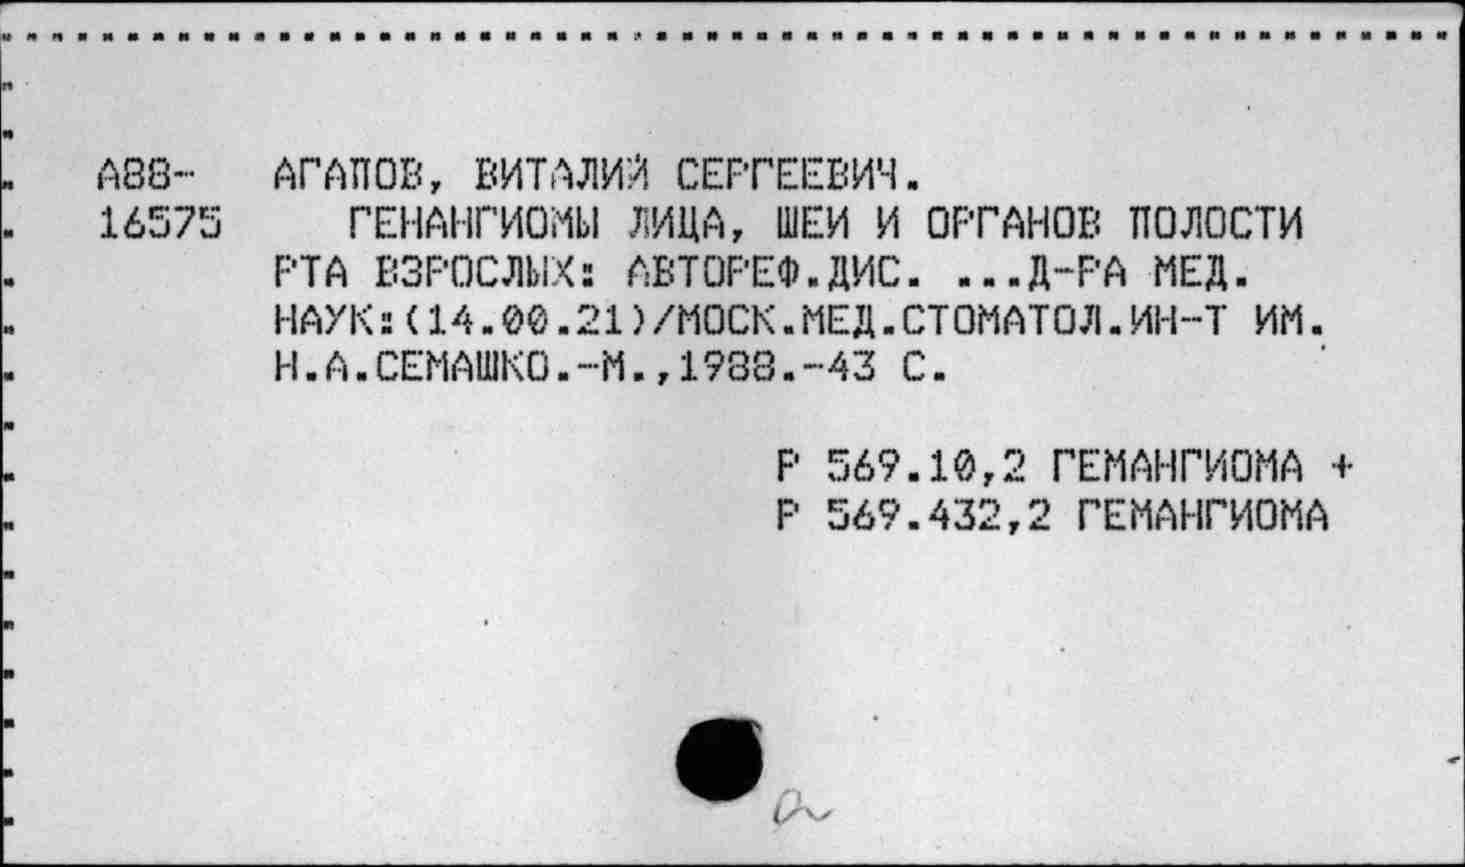 А88- АГАПОВ, ВИТАЛИЙ СЕРГЕЕВИЧ.
16575 ГЕНАНГИОМЫ ЛИЦА, ШЕИ И ОРГАНОВ ПОЛОСТИ
РТА ВЗРОСЛЫХ: АВТОРЕФ.ДИС. ...Д-РА МЕД.
НАУК:(14.00.21)/МОСК.МЕД.СТОМАТОЛ.ИН-Т ИМ.
Н.А.СЕМАШКО.-М.,1988.-43 С.
Р 569.10,2 ГЕМАНГИОМА +
Р 569.432,2 ГЕМАНГИОМА